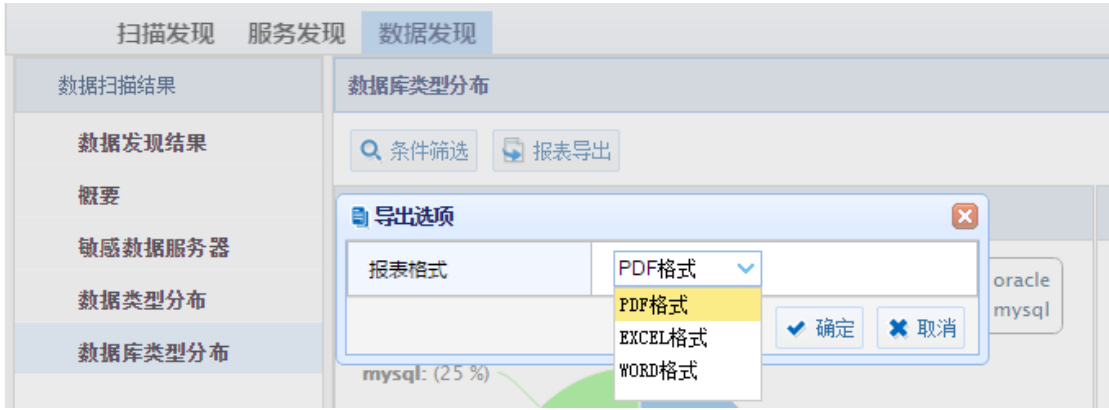 扫描发现 服务发现 数据发现
数据扫描结果
数据发现结果
概要
敏感数据服务器
数据类型分布
数据库类型分布
数据库类型分布
条件筛选 报表导出
导出选项
报表格式 PDF格式
PDF格式
EXCEL格式
WORD格式
确定 取消
oracle
mysql
mysql: (25 %)